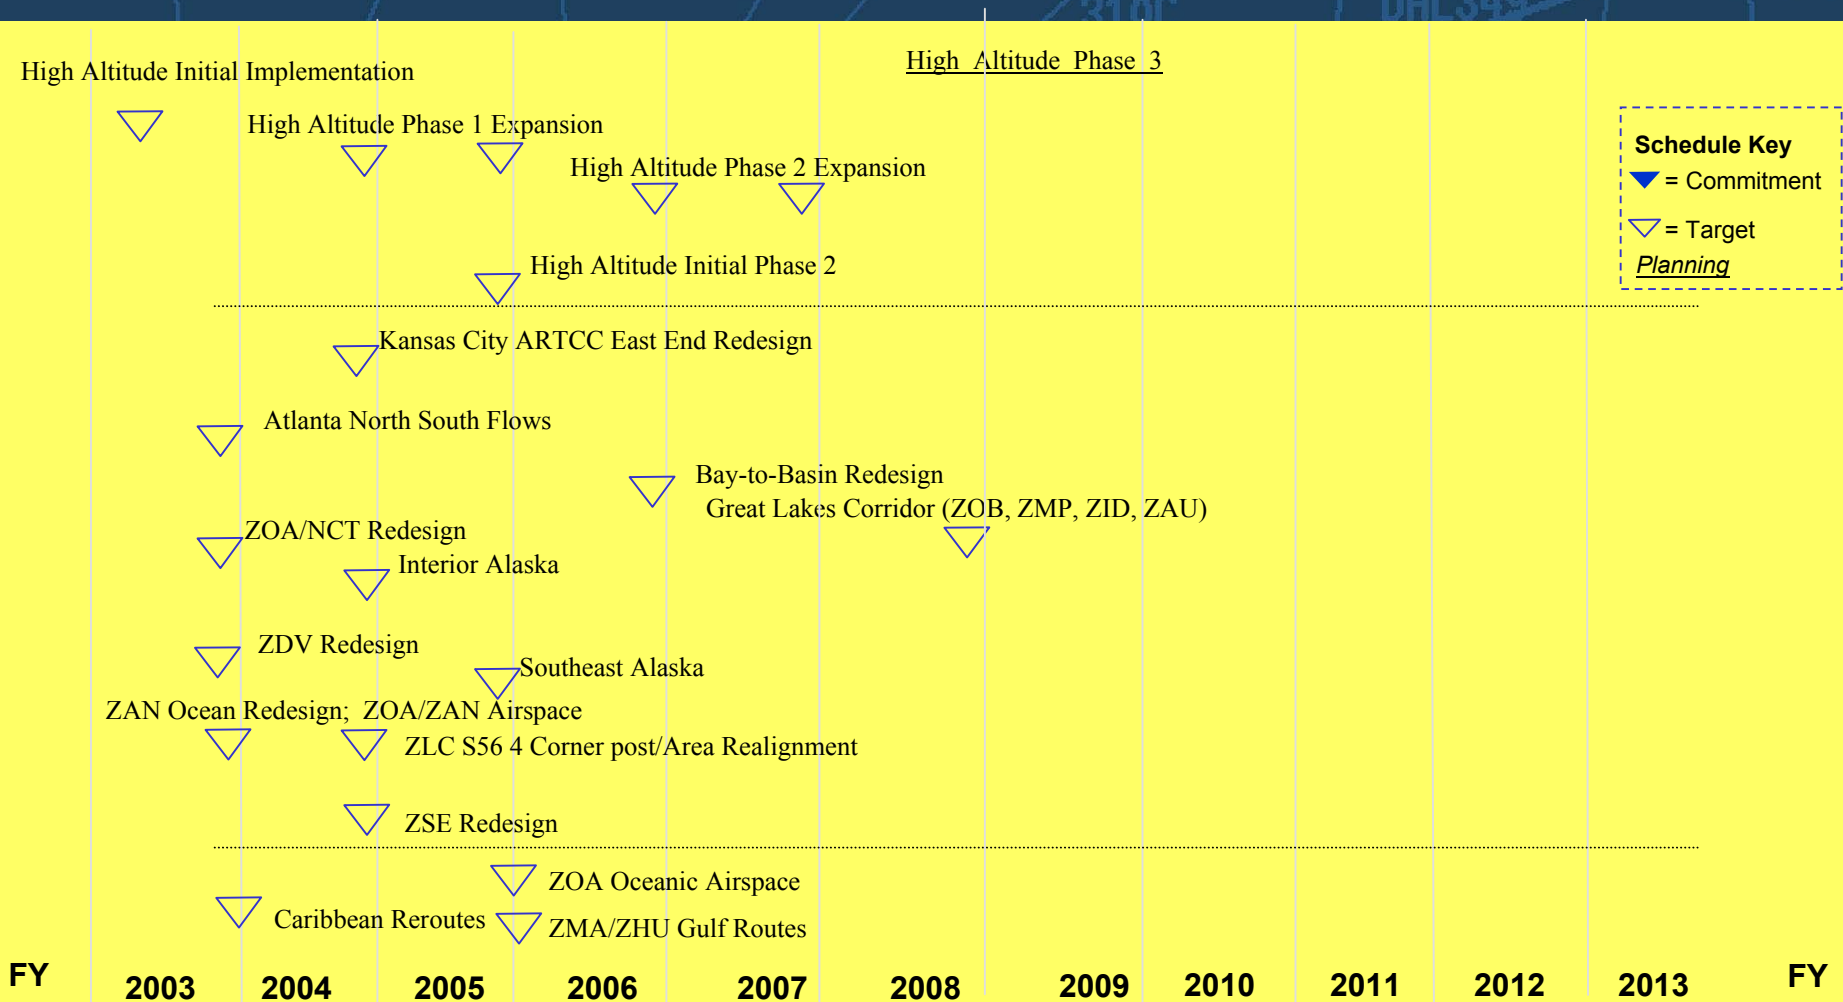 310C
High Altitude Phase 3
High Altitude Initial Implementation
High Altitude Phase 1 Expansion
High Altitude Phase 2 Expansion
Schedule Key
= Commitment
= Target
Planning
High Altitude Initial Phase 2
Kansas City ARTCC East End Redesign
Atlanta North South Flows
Bay-to-Basin Redesign
Great Lakes Corridor (ZOB, ZMP, ZID, ZAU)
ZOA/NCT Redesign
Interior Alaska
ZDV Redesign
Southeast Alaska
ZAN Ocean Redesign; ZOA/ZAN Airspace
ZLC S56 4 Corner post/Area Realignment
ZSE Redesign
ZOA Oceanic Airspace
Caribbean Reroutes
ZMA/ZHU Gulf Routes
FY 2003 2004 2005 2006 2007 2008 2009 2010 2011 2012 2013 FY